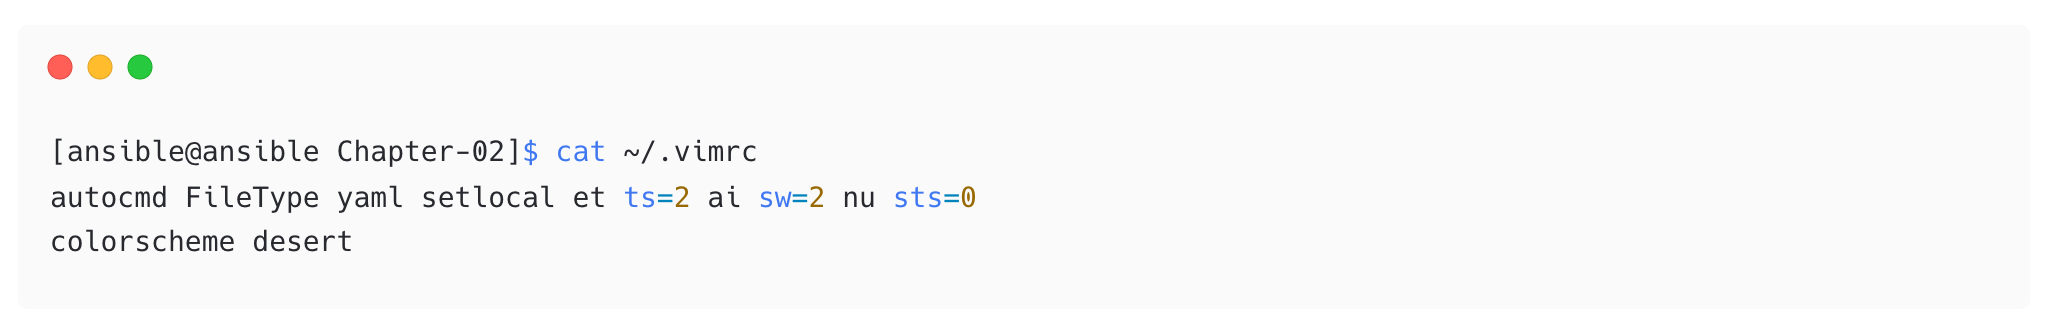 [ansible@ansible Chapter-02]$ cat ~/.vimrc
autocmd FileType yaml setlocal et ts=2 ai sw=2 nu sts=0
colorscheme desert